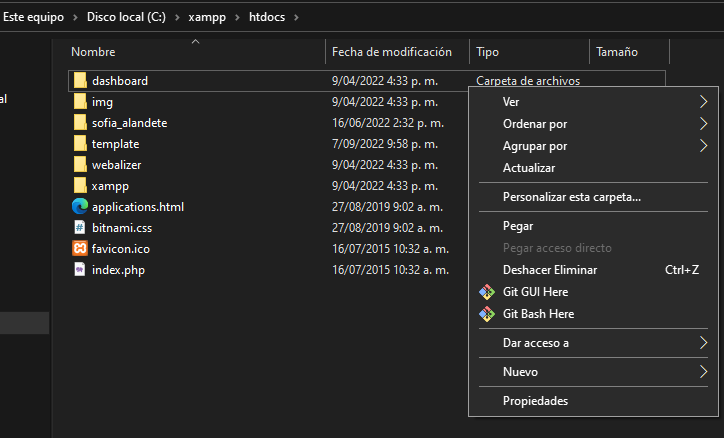 Este equipo > Disco local (C:) > xampp > htdocs >
Nombre Fecha de modificación Tipo Tamaño
dashboard 9/04/2022 4:33 p. m. Carpeta de archivos
img 9/04/2022 4:33 p. m.
sofia_alandete 16/06/2022 2:32 p. m.
template 7/09/2022 9:58 p. m.
webalizer 9/04/2022 4:33 p. m.
xampp 9/04/2022 4:33 p. m.
applications.html 27/08/2019 9:02 a. m.
bitnami.css 27/08/2019 9:02 a. m.
favicon.ico 16/07/2015 10:32 a. m.
index.php 16/07/2015 10:32 a. m.
Ver
Ordenar por
Agrupar por
Actualizar
Personalizar esta carpeta...
Pegar
Pegar acceso directo
Deshacer Eliminar Ctrl+Z
Git GUI Here
Git Bash Here
Dar acceso a
Nuevo
Propiedades